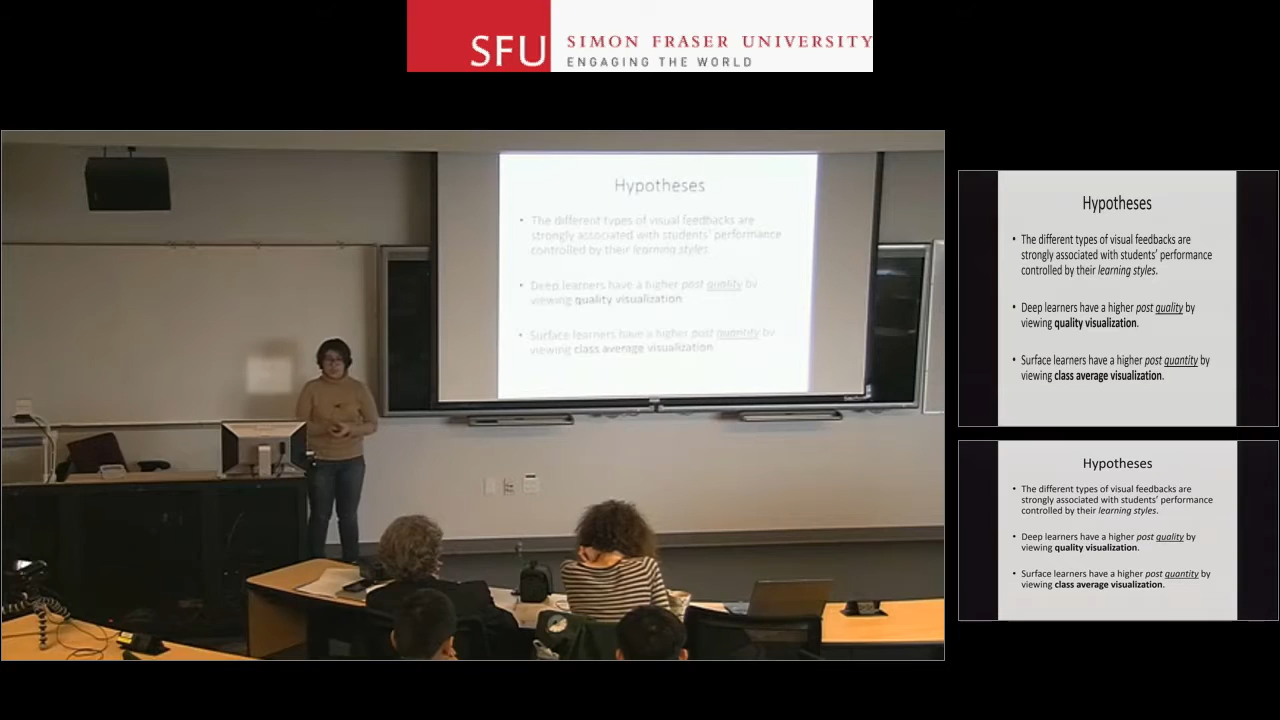 SFU
SIMON FRASER UNIVERSITY
ENGAGING THE WORLD
Hypotheses
• The different types of visual feedbacks are
strongly associated with students' performance
controlled by their learning styles.
• Deep learners have a higher post quality by
viewing quality visualization.
• Surface learners have a higher post quantity by
viewing class average visualization.
Hypotheses
• The different types of visual feedbacks are
strongly associated with students' performance
controlled by their learning styles.
• Deep learners have a higher post quality by
viewing quality visualization.
• Surface learners have a higher post quantity by
viewing class average visualization.
Hypotheses
• The different types of visual feedbacks are
strongly associated with students' performance
controlled by their learning styles.
• Deep learners have a higher post quality by
viewing quality visualization.
• Surface learners have a higher post quantity by
viewing class average visualization.